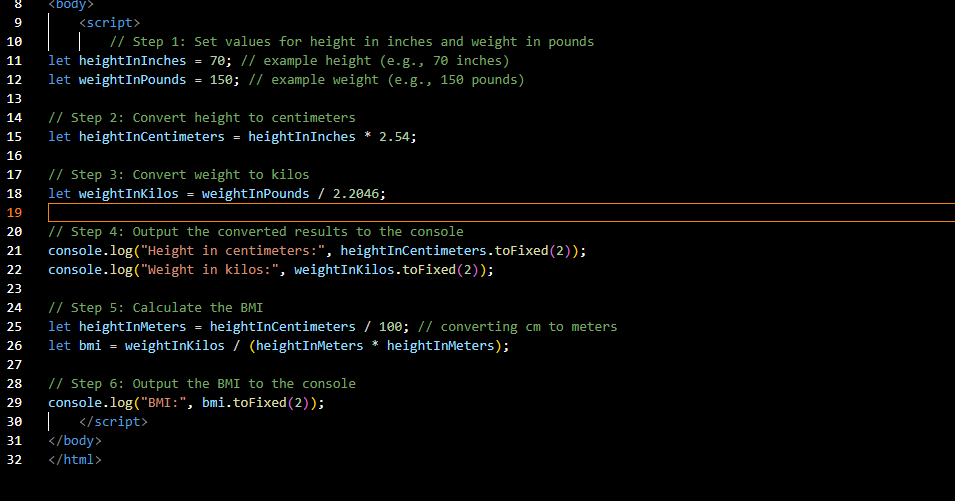 8 <body>
9 <script>
10 // Step 1: Set values for height in inches and weight in pounds
11 let heightInInches = 70; // example height (e.g., 70 inches)
12 let weightInPounds = 150; // example weight (e.g., 150 pounds)
13
14 // Step 2: Convert height to centimeters
15 let heightInCentimeters = heightInInches * 2.54;
16
17 // Step 3: Convert weight to kilos
18 let weightInKilos = weightInPounds / 2.2046;
19
20 // Step 4: Output the converted results to the console
21 console.log("Height in centimeters:", heightInCentimeters.toFixed(2));
22 console.log("Weight in kilos:", weightInKilos.toFixed(2));
23
24 // Step 5: Calculate the BMI
25 let heightInMeters = heightInCentimeters / 100; // converting cm to meters
26 let bmi = weightInKilos / (heightInMeters * heightInMeters);
27
28 // Step 6: Output the BMI to the console
29 console.log("BMI:", bmi.toFixed(2));
30 </script>
31 </body>
32 </html>